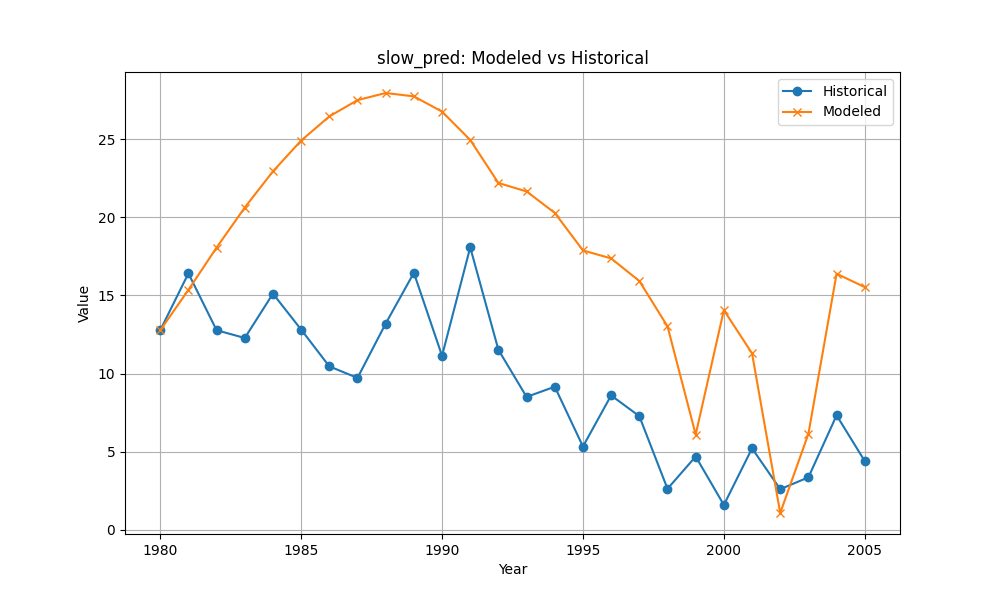 slow_pred: Modeled vs Historical
Historical
Modeled
Value
25
20
15
10
5
0
1980 1985 1990 1995 2000 2005
Year